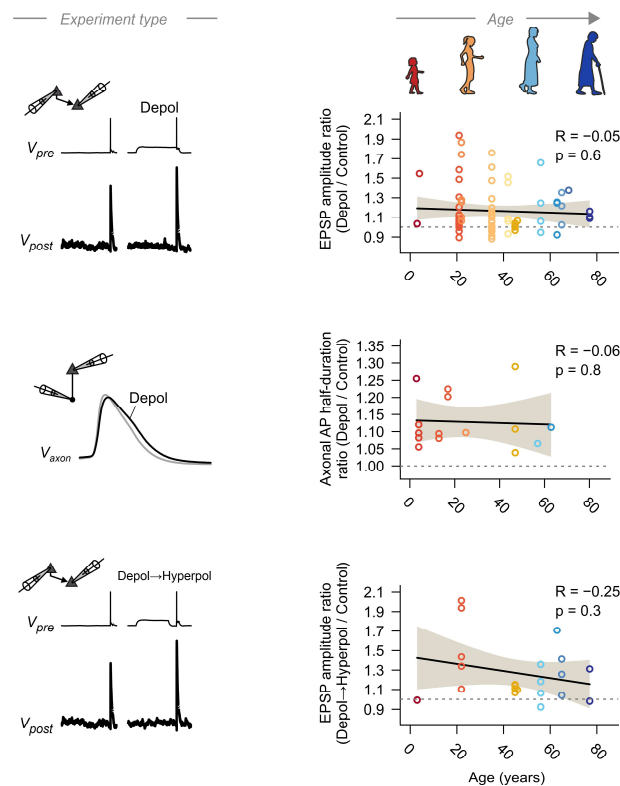 Experiment type
Age
Depol
Vpre
Vpost
EPSP amplitude ratio
(Depol / Control)
2.1
1.9
1.7
1.5
1.3
1.1
0.9
R = −0.05
p = 0.6
0
20
40
60
80
Depol
Vaxon
Axonal AP half-duration
ratio (Depol / Control)
1.35
1.30
1.25
1.20
1.15
1.10
1.05
1.00
R = −0.06
p = 0.8
0
20
40
60
80
Depol→Hyperpol
Vpre
Vpost
EPSP amplitude ratio
(Depol→Hyperpol / Control)
2.1
1.9
1.7
1.5
1.3
1.1
0.9
R = −0.25
p = 0.3
0
20
40
60
80
Age (years)